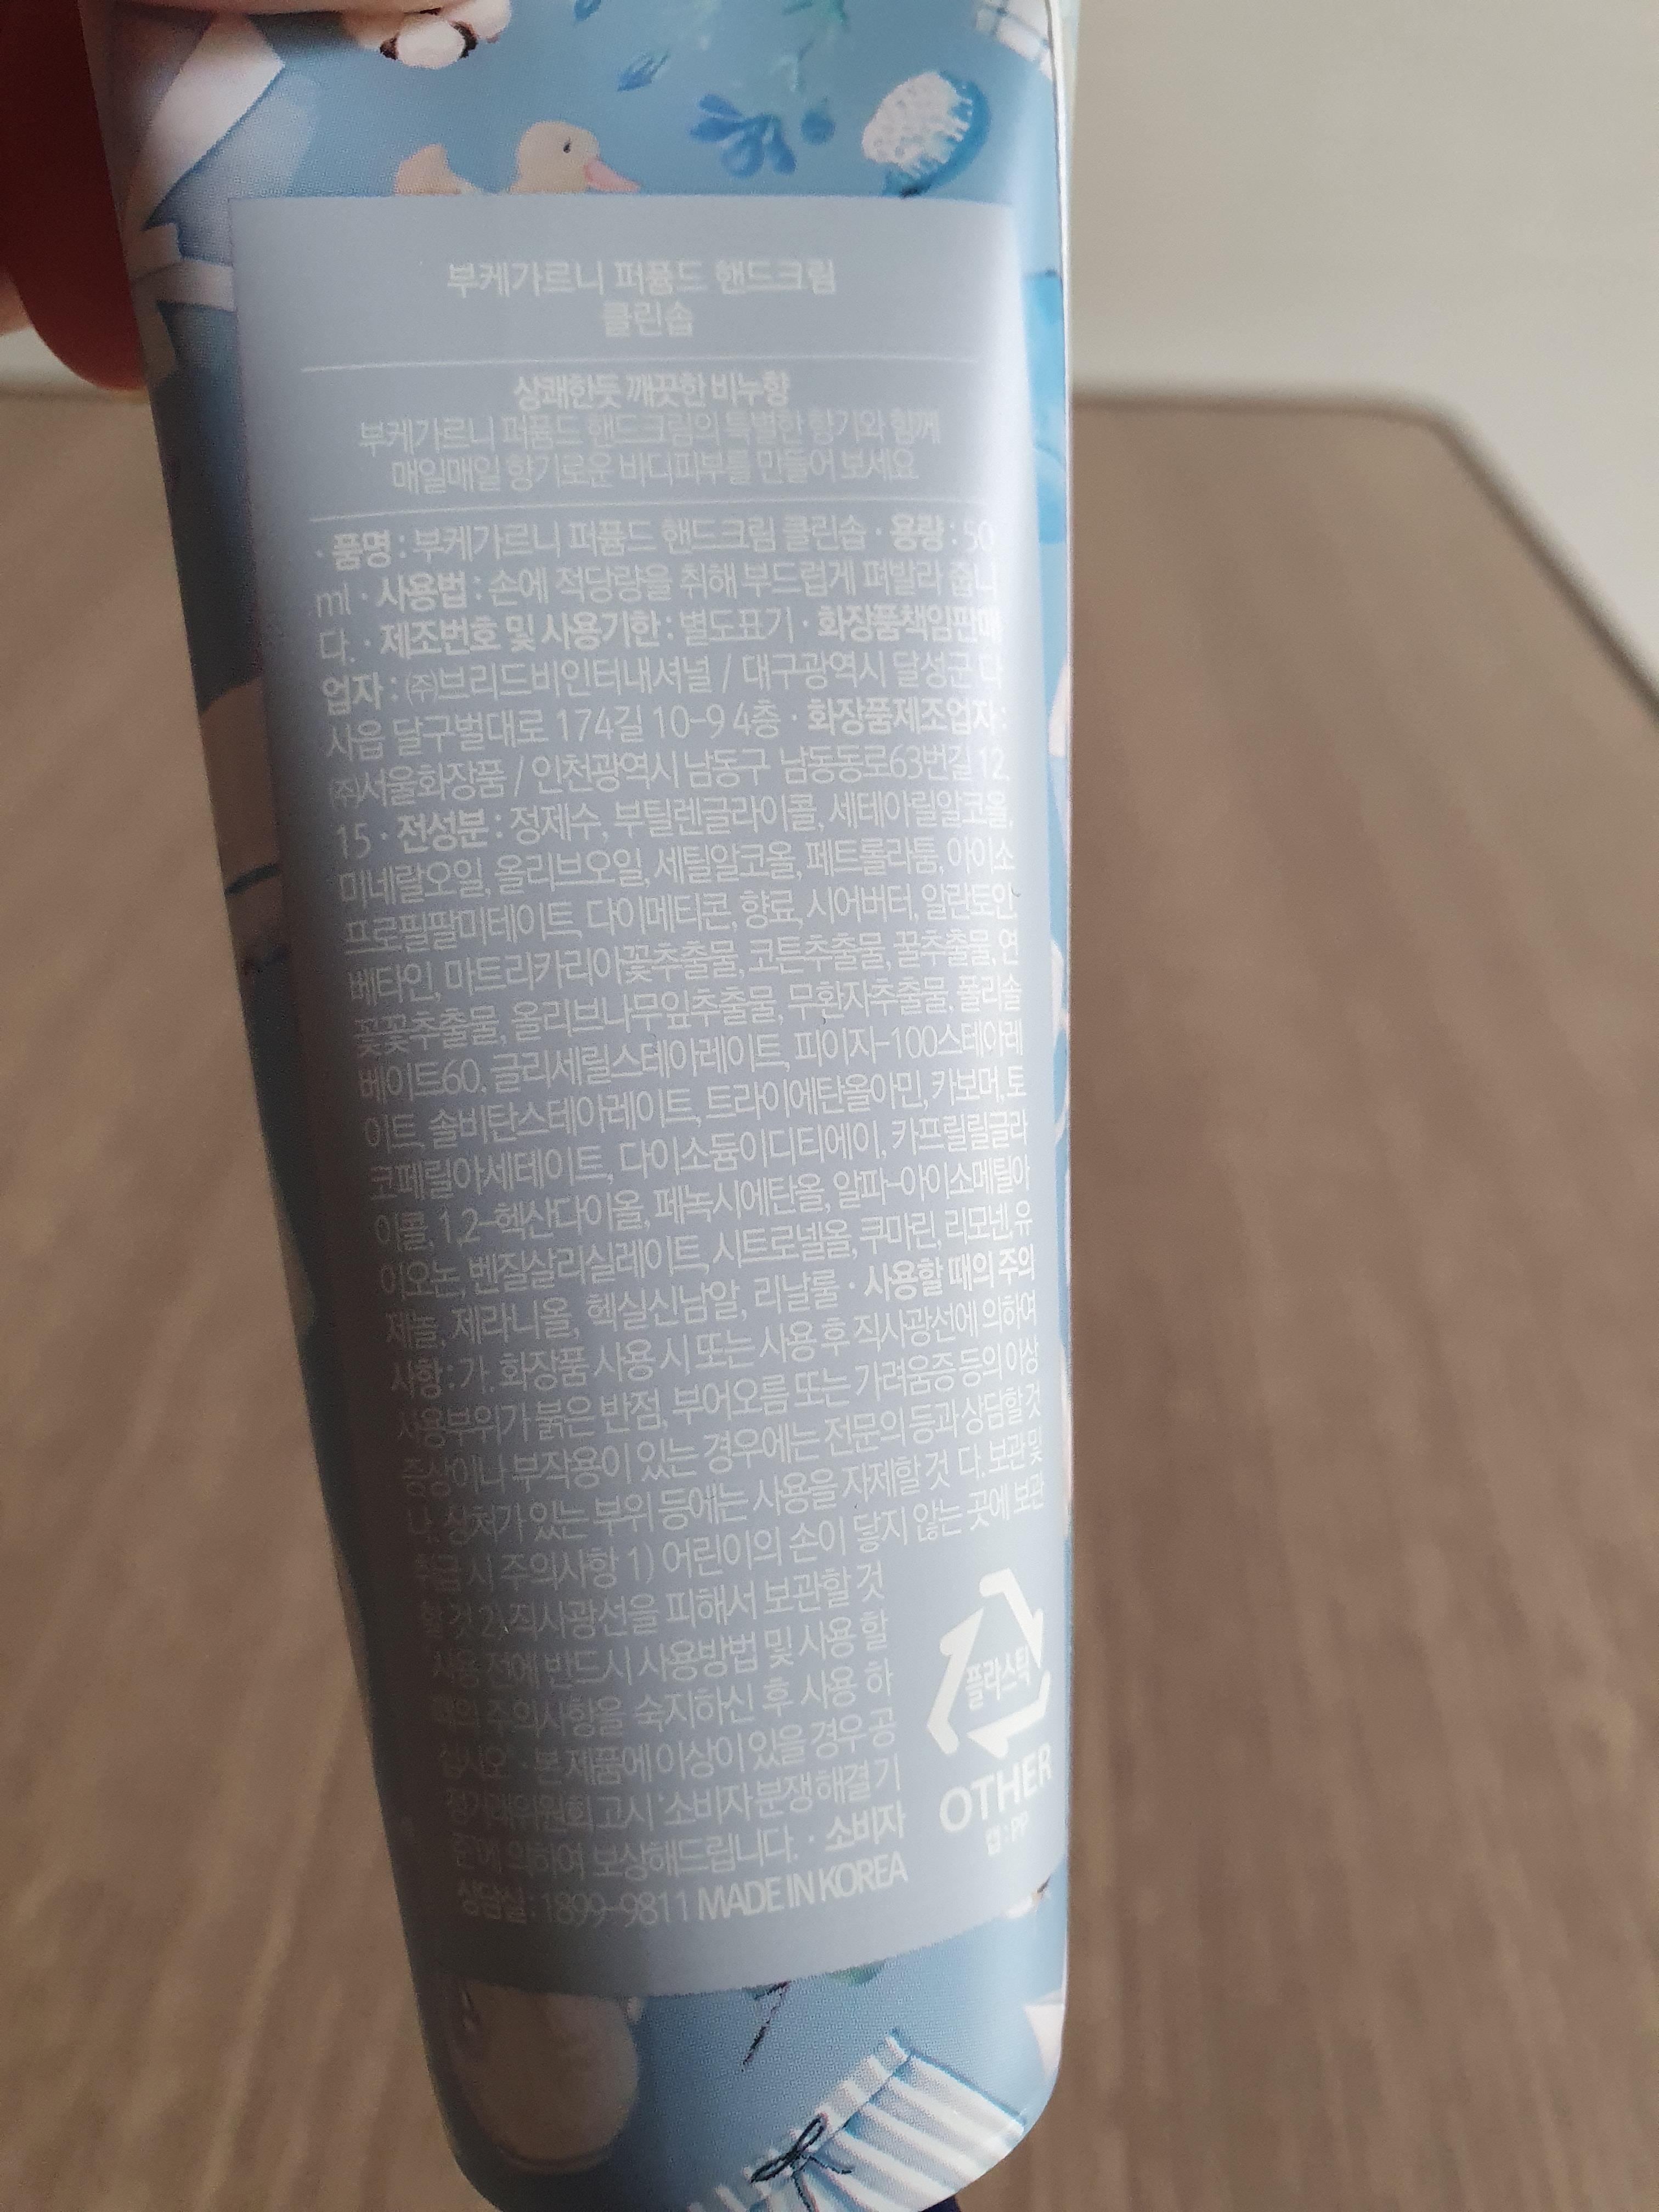 부케가르니 퍼퓸드 핸드크림
클린솝
상쾌한듯 깨끗한 비누향
부케가르니 퍼퓸드 핸드크림의 특별한 향기와 함께
매일매일 향기로운 바디피부를 만들어 보세요
· 품명 : 부케가르니 퍼퓸드 핸드크림 클린솝 · 용량 : 50
ml · 사용법 : 손에 적당량을 취해 부드럽게 펴발라 줍니
다. · 제조번호 및 사용기한 : 별도표기 · 화장품책임판매
업자 : ㈜브리드비인터내셔널 / 대구광역시 달성군 다
사읍 달구벌대로 174길 10-9 4층 · 화장품제조업자 :
㈜서울화장품 / 인천광역시 남동구 남동동로63번길 12,
15 · 전성분 : 정제수, 부틸렌글라이콜, 세테아릴알코올,
미네랄오일, 올리브오일, 세틸알코올, 페트롤라툼, 아이소
프로필팔미테이트, 다이메티콘, 향료, 시어버터, 알란토인,
베타인, 마트리카리아꽃추출물, 코튼추출물, 꿀추출물, 연
꽃꽃추출물, 올리브나무잎추출물, 무환자추출물, 폴리솔
베이트60, 글리세릴스테아레이트, 피이지-100스테아레
이트, 솔비탄스테아레이트, 트라이에탄올아민, 카보머, 토
코페릴아세테이트, 다이소듐이디티에이, 카프릴릴글라
이콜, 1,2-헥산다이올, 페녹시에탄올, 알파-아이소메틸아
이오논, 벤질살리실레이트, 시트로넬올, 쿠마린, 리모넨, 유
제놀, 제라니올, 헥실신남알, 리날룰 · 사용할 때의 주의
사항 : 가. 화장품 사용 시 또는 사용 후 직사광선에 의하여
사용부위가 붉은 반점, 부어오름 또는 가려움증 등의 이상
증상이나 부작용이 있는 경우에는 전문의 등과 상담할 것
나. 상처가 있는 부위 등에는 사용을 자제할 것 다. 보관 및
취급 시 주의사항 1) 어린이의 손이 닿지 않는 곳에 보관
할 것 2) 직사광선을 피해서 보관할 것
사용 전에 반드시 사용방법 및 사용 할
때의 주의사항을 숙지하신 후 사용 하
십시오 · 본 제품에 이상이 있을 경우 공
정거래위원회 고시 '소비자 분쟁 해결 기
준'에 의하여 보상해드립니다. · 소비자
상담실 : 1899-9811 MADE IN KOREA
플라스틱
OTHER
캡 : PP